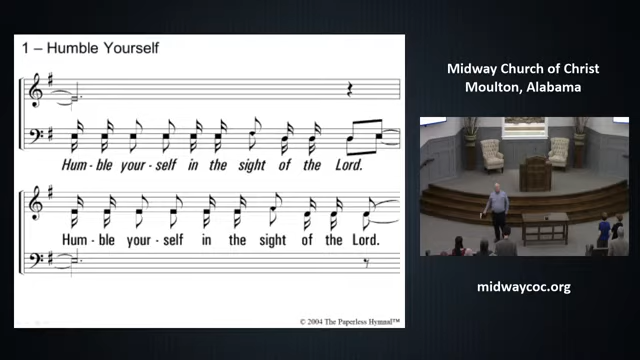 1 – Humble Yourself
Hum - ble your - self in the sight of the Lord.
Hum - ble your - self in the sight of the Lord.
© 2004 The Paperless Hymnal™
Midway Church of Christ
Moulton, Alabama
midwaycoc.org